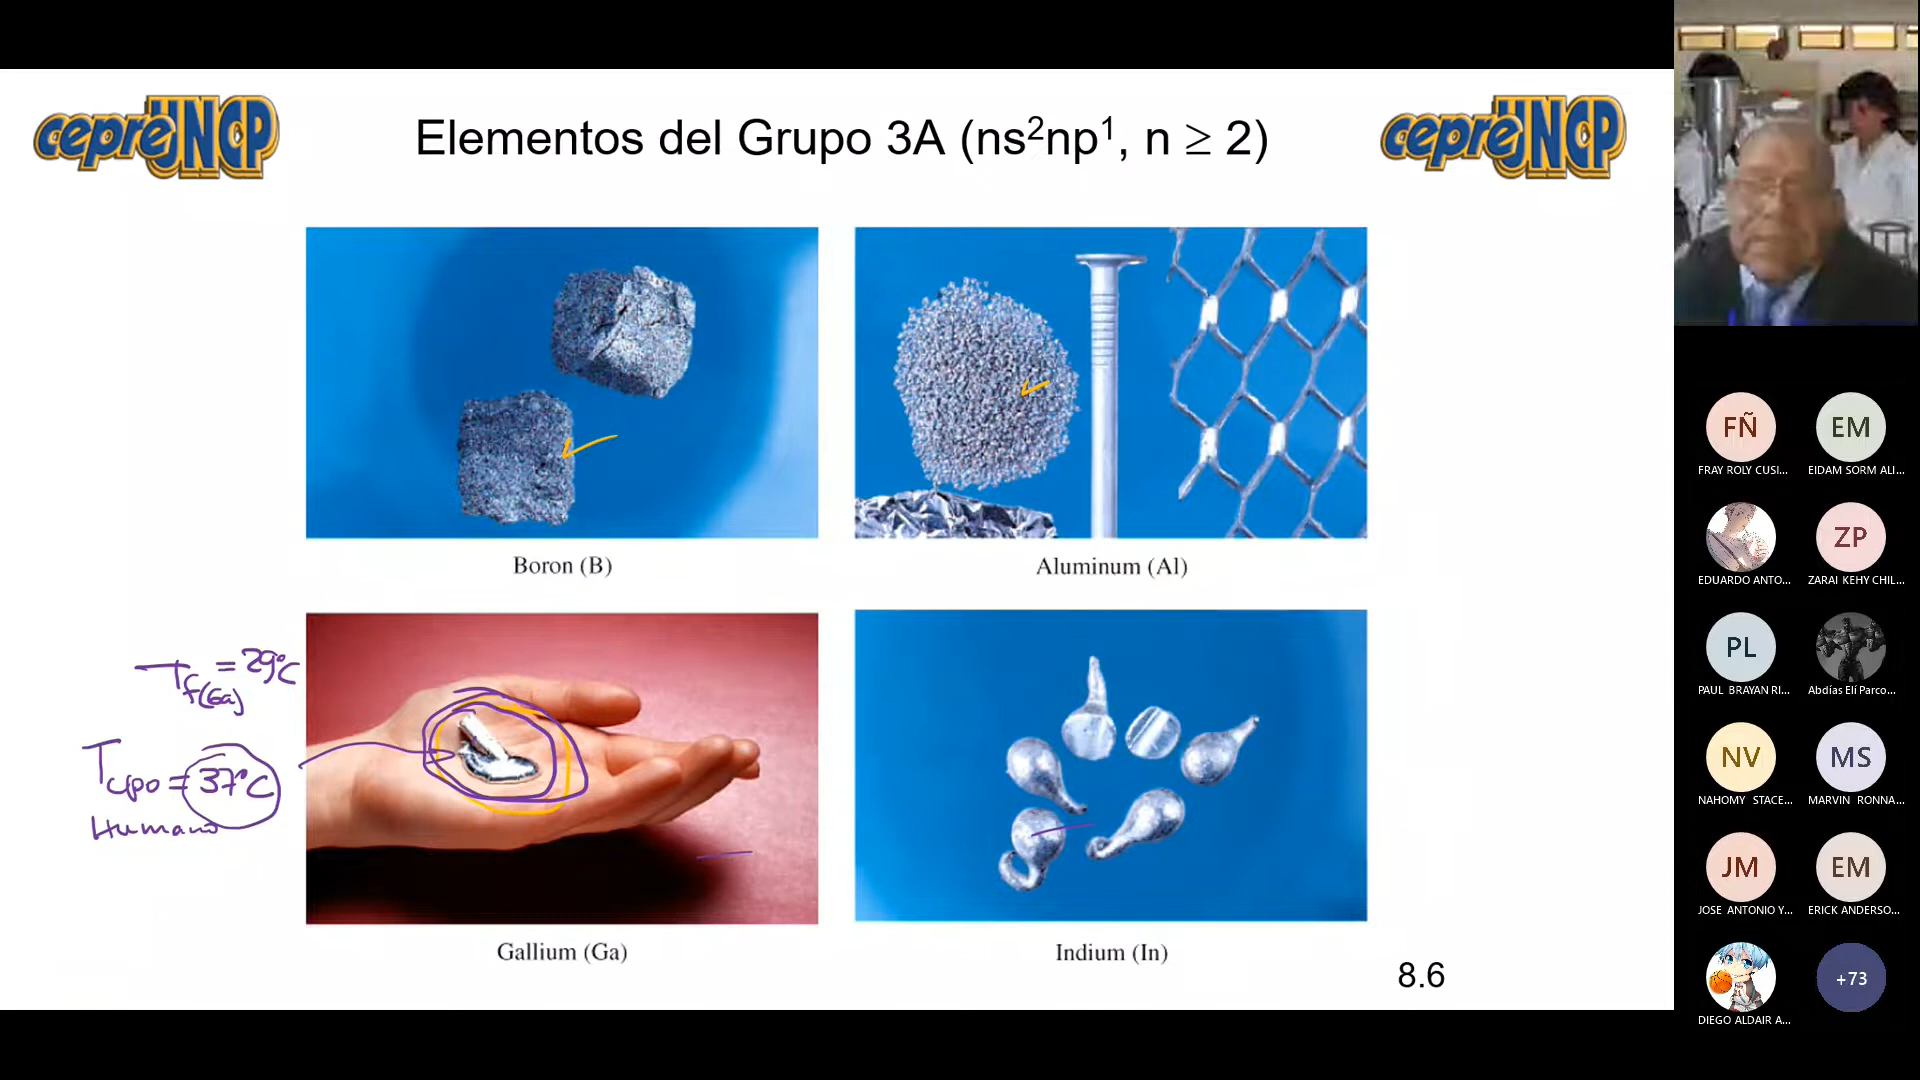 cepreUNCP
Elementos del Grupo 3A (ns²np¹, n ≥ 2)
cepreUNCP
Boron (B)
Aluminum (Al)
T f(Ga) = 29°C
T cpo = 37°C
Humano
Gallium (Ga)
Indium (In)
8.6
FÑ
EM
FRAY ROLY CUSI...
EIDAM SORM ALI...
ZP
EDUARDO ANTO...
ZARAI KEHY CHIL...
PL
PAUL BRAYAN RI...
Abdías Elí Parco...
NV
MS
NAHOMY STACE...
MARVIN RONNA...
JM
EM
JOSE ANTONIO Y...
ERICK ANDERSO...
+73
DIEGO ALDAIR A...